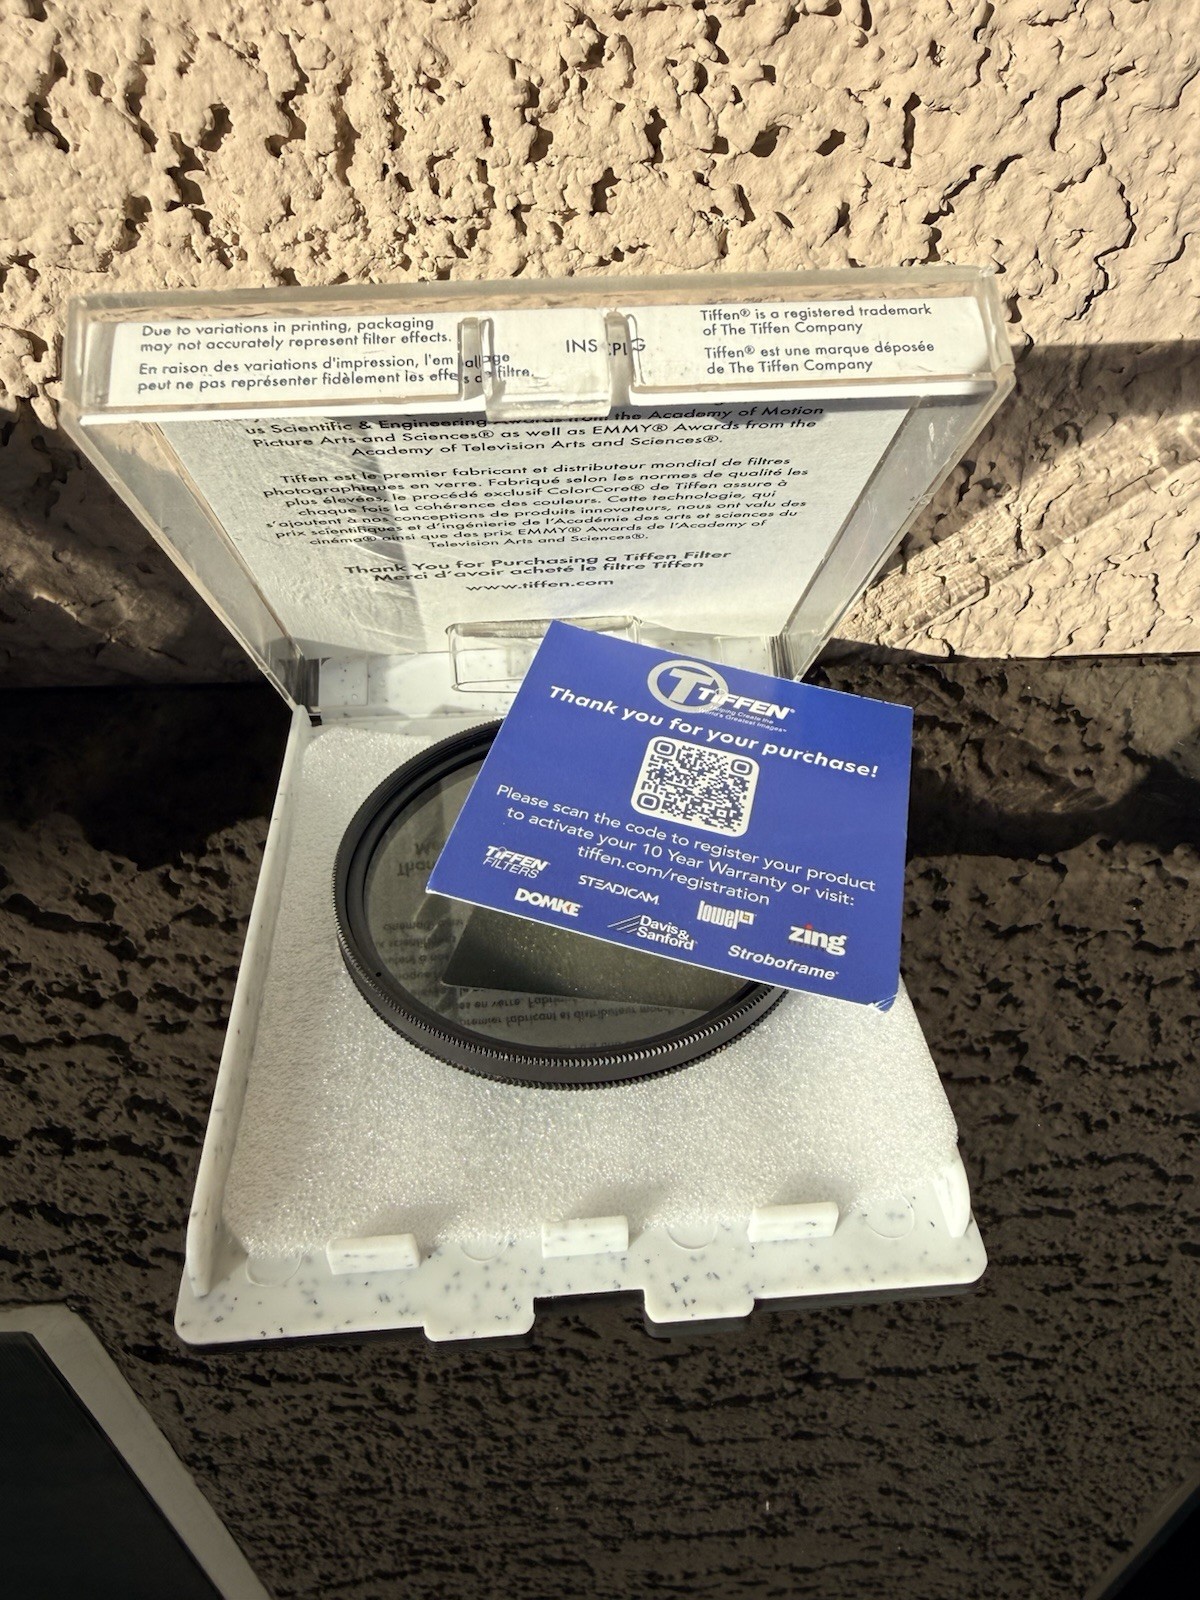 Due to variations in printing, packaging
may not accurately represent filter effects.
En raison des variations d'impression, l'emballage
peut ne pas représenter fidèlement les effets de filtre.
Tiffen® is a registered trademark
of The Tiffen Company
Tiffen® est une marque déposée
de The Tiffen Company
us Scientific & Engineering Awards from the Academy of Motion
Picture Arts and Sciences® as well as EMMY® Awards from the
Academy of Television Arts and Sciences®.
Tiffen est le premier fabricant et distributeur mondial de filtres
photographiques en verre. Fabriqué selon les normes de qualité les
plus élevées, le procédé exclusif ColorCore® de Tiffen assure à
chaque fois la cohérence des couleurs. Cette technologie, qui
s'ajoutent à nos conceptions de produits innovateurs, nous ont valu des
prix scientifiques et d'ingénierie de l'Académie des arts et sciences du
cinéma® ainsi que des prix EMMY® Awards de l'Academy of
Television Arts and Sciences®.
Thank You for Purchasing a Tiffen Filter
Merci d'avoir acheté le filtre Tiffen
www.tiffen.com
T TIFFEN®
Helping Create the
World's Greatest Images™
Thank you for your purchase!
Please scan the code to register your product
to activate your 10 Year Warranty or visit:
tiffen.com/registration
TIFFEN FILTERS STEADICAM lowel zing
DOMKE Davis & Sanford Stroboframe®